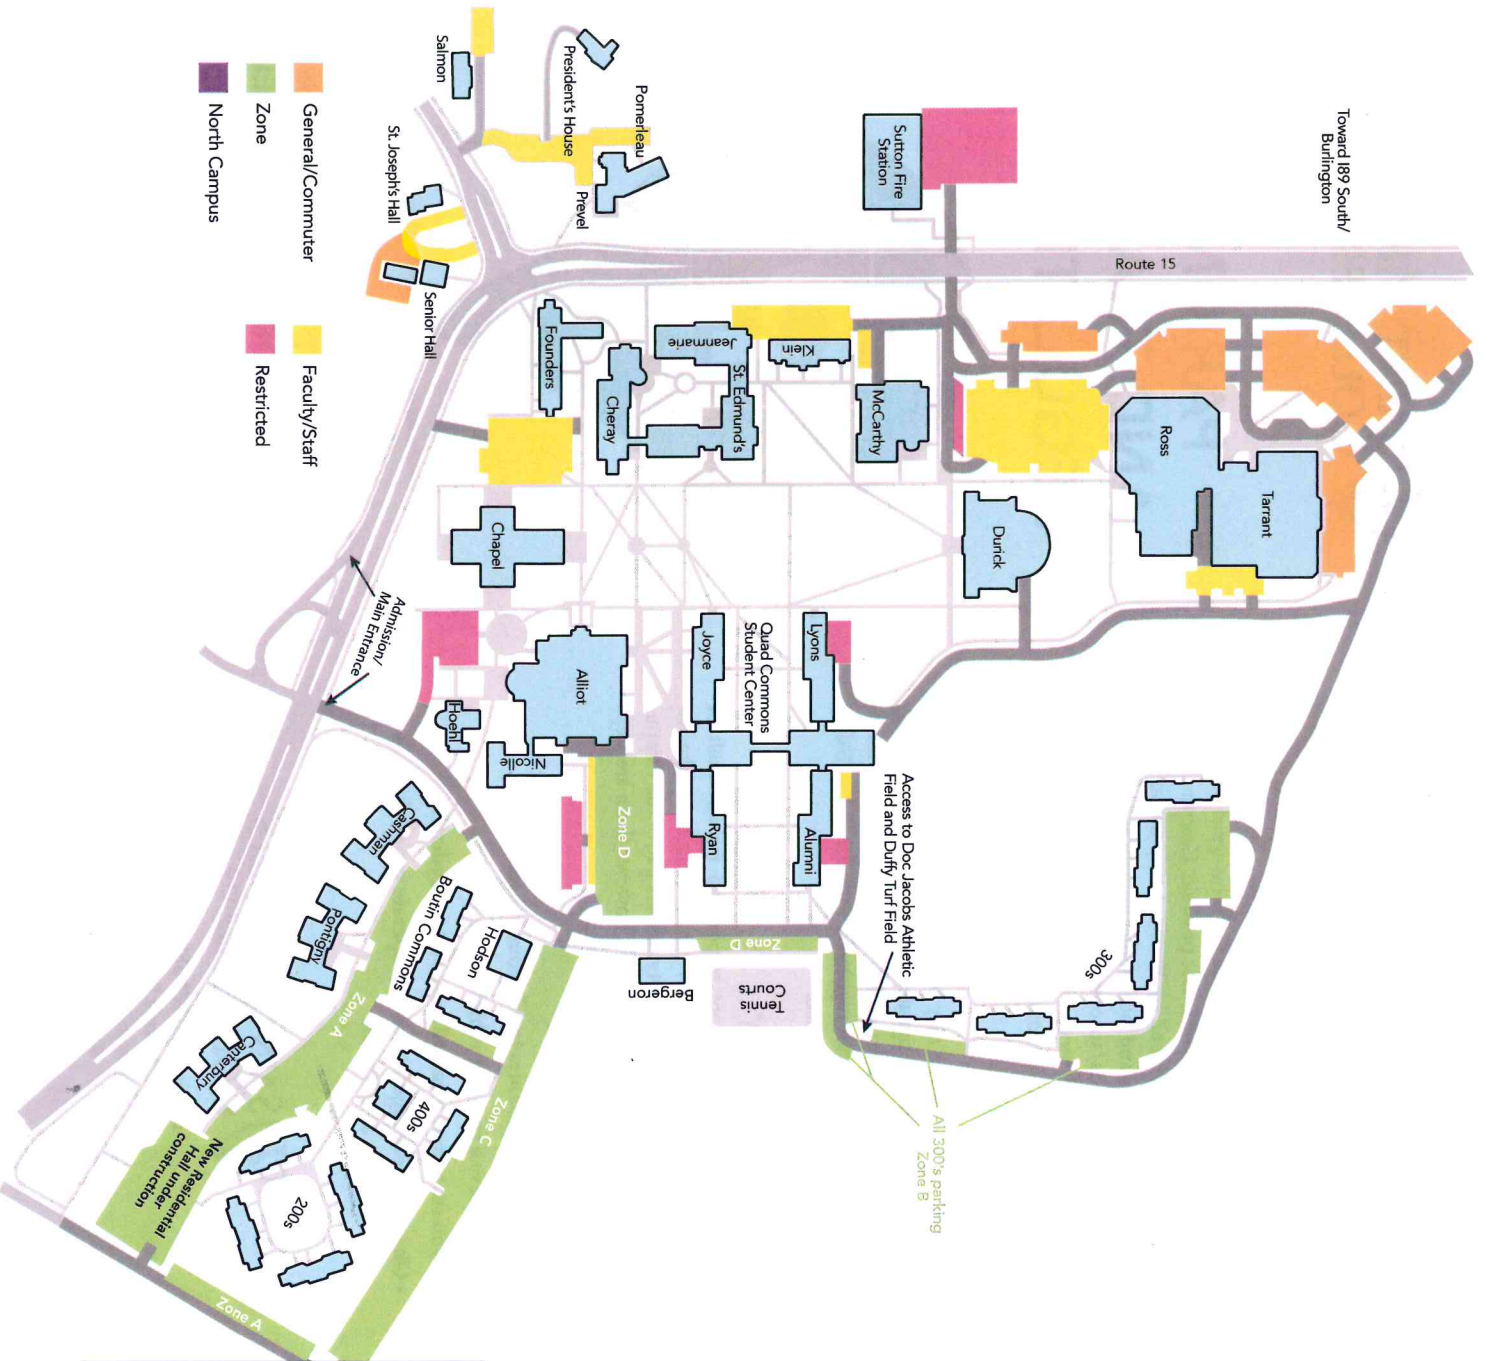 Toward I89 South/
Burlington
Route 15
Sutton Fire
Station
Pomerleau
President's House
Prevel
Salmon
St. Joseph's Hall
Senior Hall
General/Commuter
Zone
North Campus
Faculty/Staff
Restricted
Founders
Cheray
Jeanmarie
St. Edmund's
Klein
McCarthy
Ross
Tarrant
Durick
Chapel
Admission/
Main Entrance
Alliot
Hoehl
Nicolle
Joyce
Quad Commons
Student Center
Lyons
Ryan
Alumni
Zone D
Zone D
Access to Doc Jacobs Athletic
Field and Duffy Turf Field
Tennis
Courts
Bergeron
300s
All 300's parking
Zone B
Cashman
Pontigny
Canterbury
Boutin Commons
Hodson
Zone A
400s
Zone C
200s
New Residential
Hall under
construction
Zone A